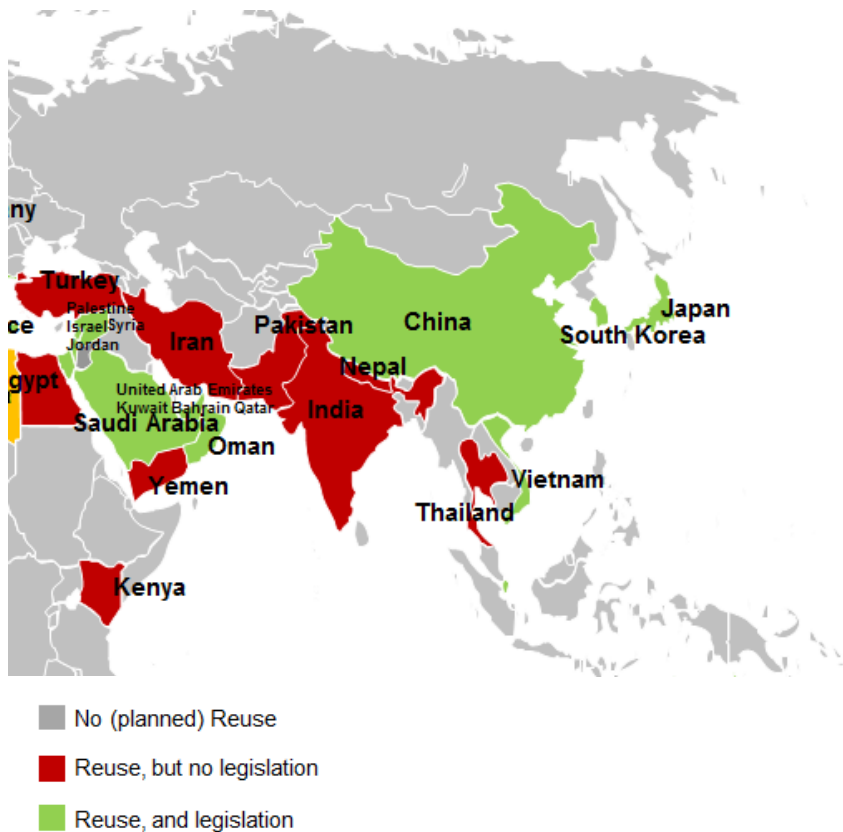 ny
Turkey
Palestine
Israel Syria
Jordan
ce
Iran
Pakistan
China
Japan
South Korea
Nepal
gypt
United Arab Emirates
Kuwait Bahrain Qatar
India
Saudi Arabia
Oman
Yemen
Vietnam
Thailand
Kenya
No (planned) Reuse
Reuse, but no legislation
Reuse, and legislation